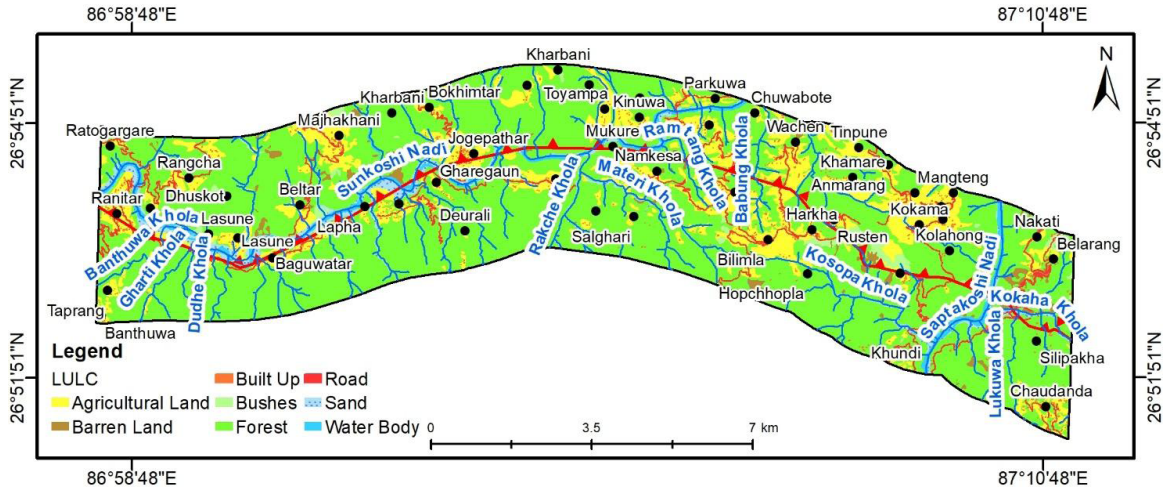 86°58'48"E
87°10'48"E
N
26°54'51"N
26°54'51"N
Kharbani
Toyampa
Parkuwa
Kharbani
Bokhimtar
Kinuwa
Chuwabote
Majhakhani
Ratogargare
Jogepathar
Mukure
Ramtang Khola
Wachen
Tinpune
Rangcha
Sunkoshi Nadi
Namkesa
Babung Khola
Khamare
Gharegaun
Materi Khola
Anmarang
Mangteng
Ranitar
Dhuskot
Beltar
Rakche Khola
Kokama
Banthuwa Khola
Lasune
Lapha
Deurali
Harkha
Nakati
Gharti Khola
Lasune
Salghari
Rusten
Kolahong
Dudhe Khola
Baguwatar
Bilimla
Kosopa Khola
Saptakoshi Nadi
Belarang
Taprang
Hopchhopla
Kokaha Khola
Banthuwa
Khundi
Lukuwa Khola
Silipakha
Chaudanda
Legend
LULC
Built Up
Road
Agricultural Land
Bushes
Sand
Barren Land
Forest
Water Body
0
3.5
7 km
26°51'51"N
26°51'51"N
86°58'48"E
87°10'48"E